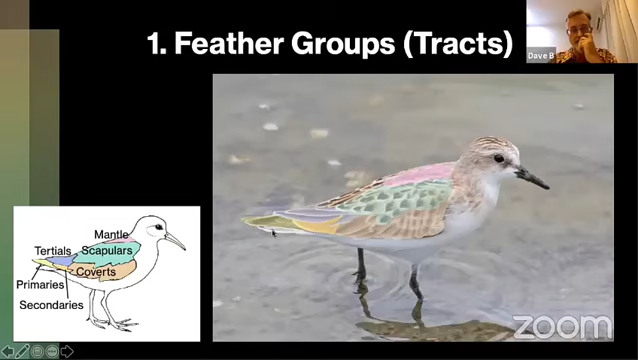 1. Feather Groups (Tracts)
Dave B
Mantle
Tertials
Scapulars
Coverts
Primaries
Secondaries
zoom